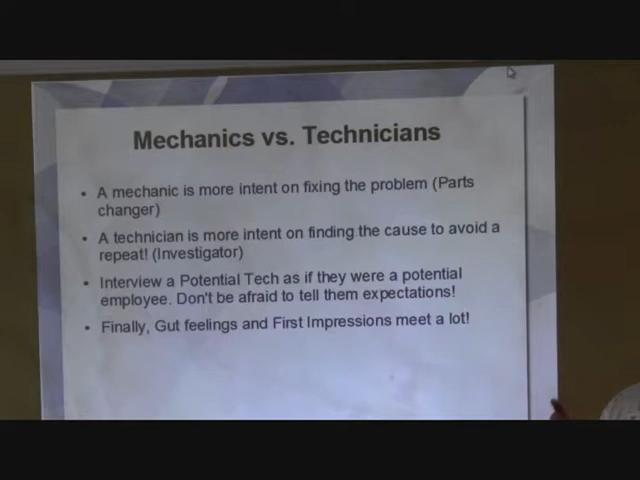 Mechanics vs. Technicians
• A mechanic is more intent on fixing the problem (Parts
changer)
• A technician is more intent on finding the cause to avoid a
repeat! (Investigator)
• Interview a Potential Tech as if they were a potential
employee. Don't be afraid to tell them expectations!
• Finally, Gut feelings and First Impressions meet a lot!